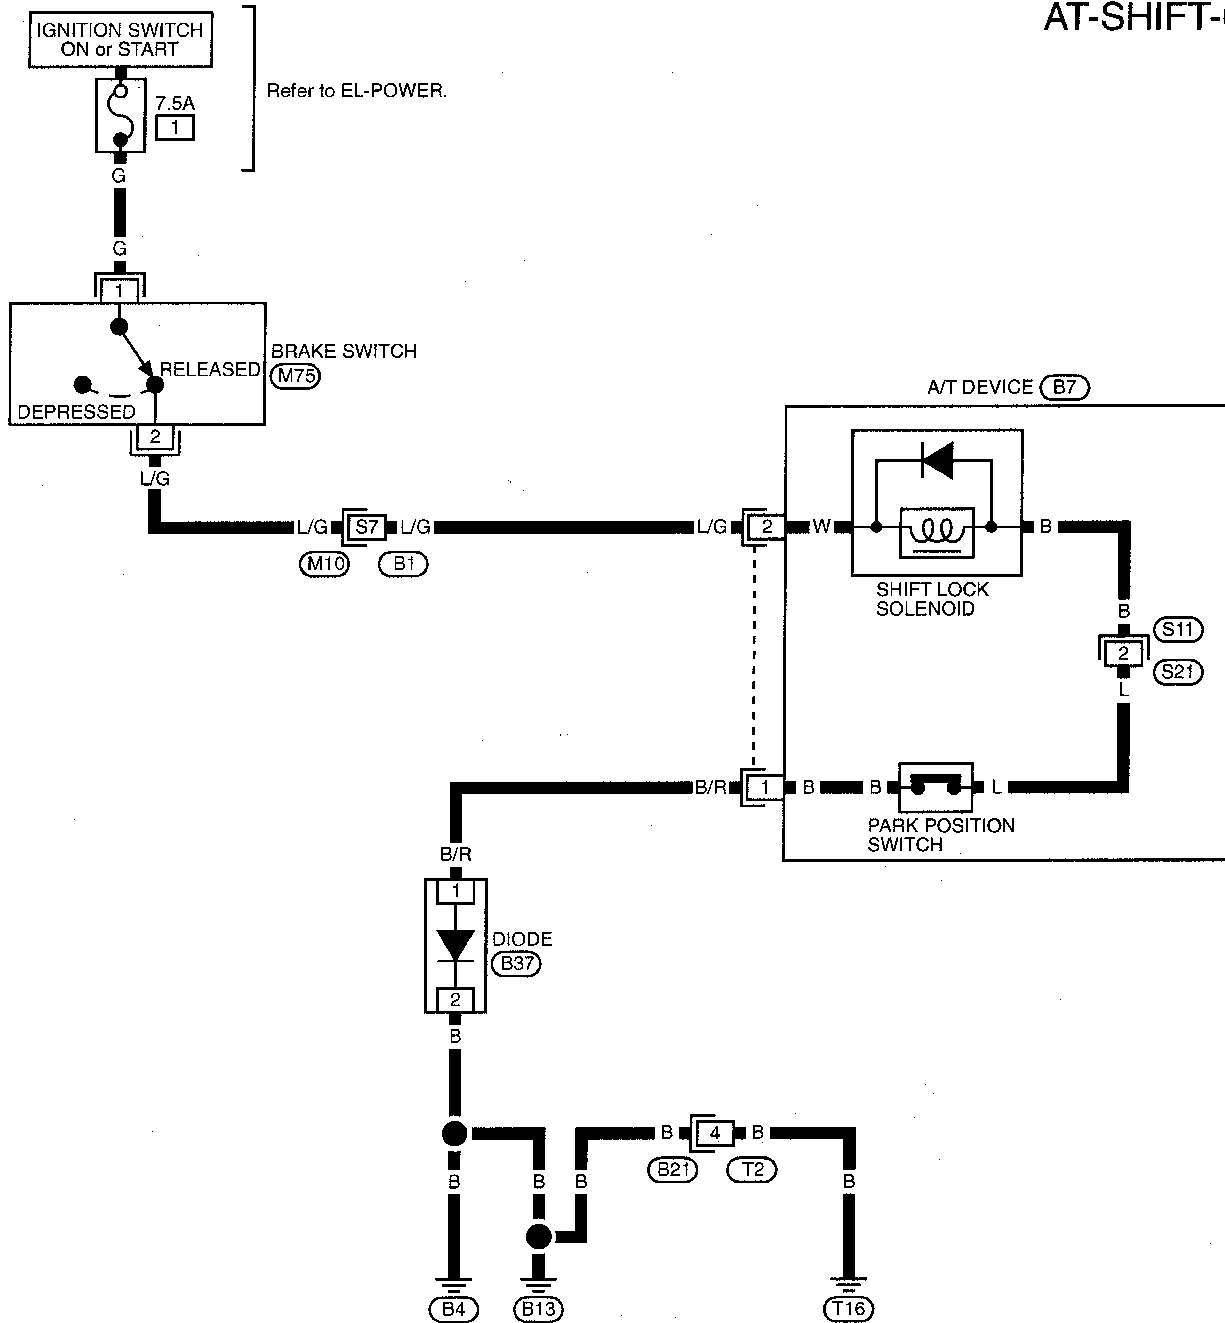 AT-SHIFT-
IGNITION SWITCH
ON or START
Refer to EL-POWER.
7.5A
1
G
G
1
BRAKE SWITCH
M75
RELEASED
DEPRESSED
2
L/G
A/T DEVICE B7
L/G S7 L/G L/G 2 W B
M10 B1
SHIFT LOCK
SOLENOID
B
S11
2
S21
L
B/R 1 B B L
PARK POSITION
SWITCH
B/R
1
DIODE
B37
2
B
B 4 B
B21 T2
B B B B
B4 B13 T16